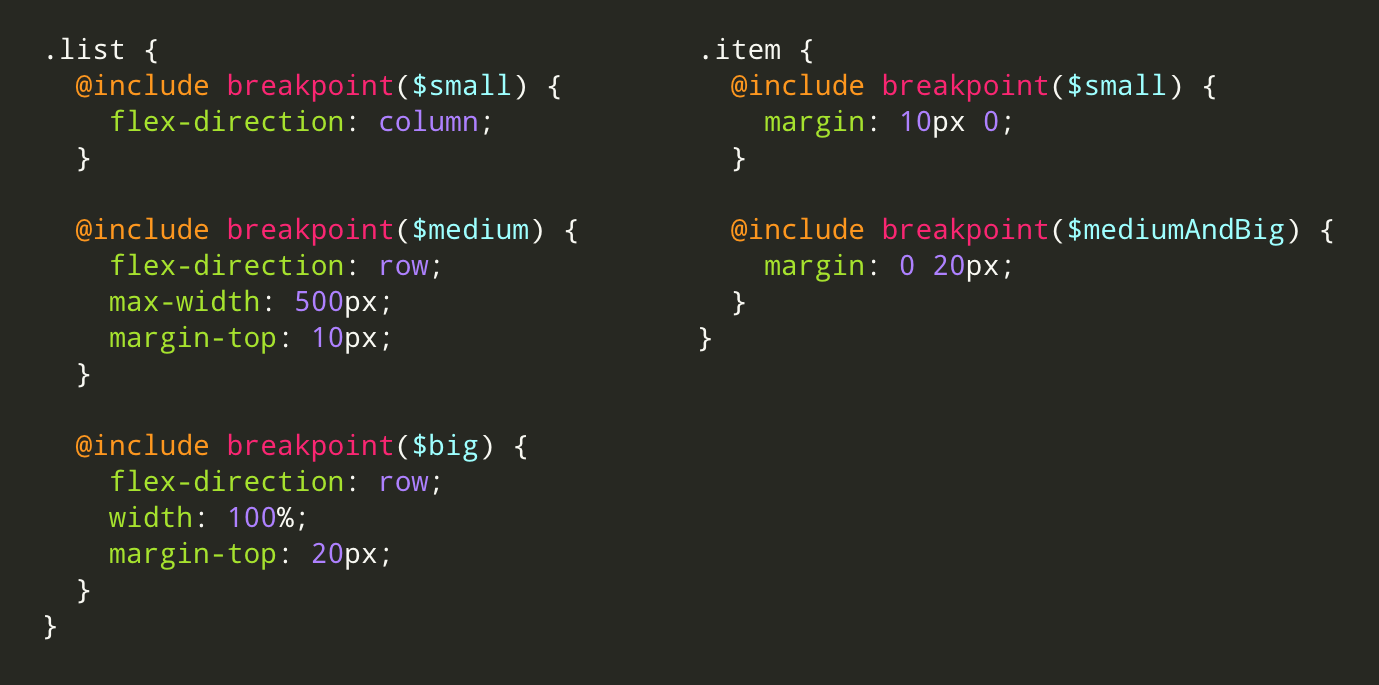 .list {
  @include breakpoint($small) {
    flex-direction: column;
  }

  @include breakpoint($medium) {
    flex-direction: row;
    max-width: 500px;
    margin-top: 10px;
  }

  @include breakpoint($big) {
    flex-direction: row;
    width: 100%;
    margin-top: 20px;
  }
}
.item {
  @include breakpoint($small) {
    margin: 10px 0;
  }

  @include breakpoint($mediumAndBig) {
    margin: 0 20px;
  }
}